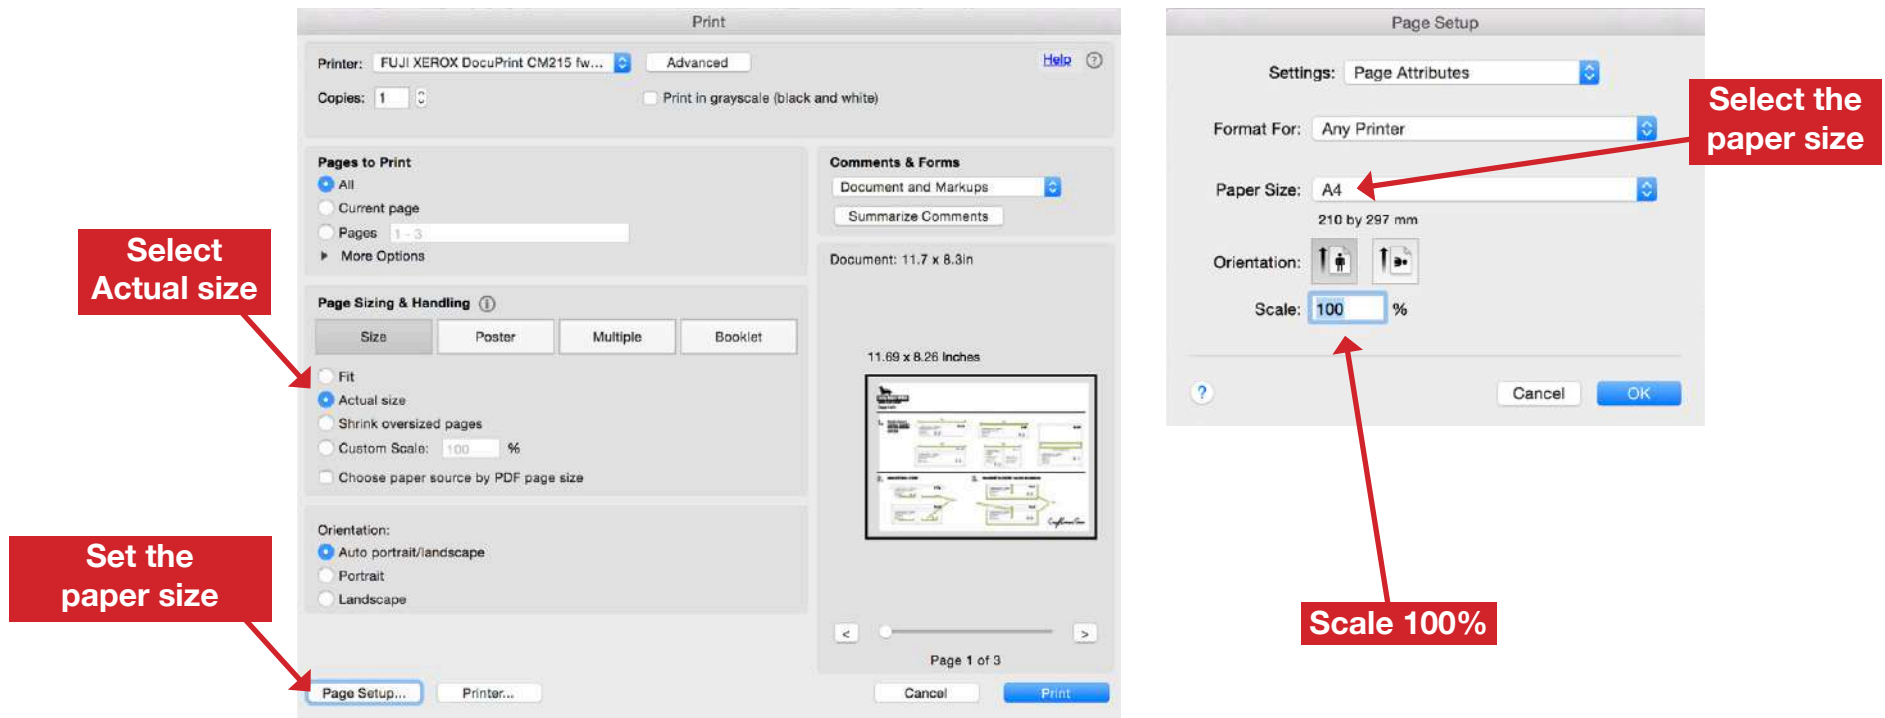 Print
Printer: FUJI XEROX DocuPrint CM215 fw... Advanced Help ?
Copies: 1 Print in grayscale (black and white)
Pages to Print
All
Current page
Pages 1 - 3
More Options
Comments & Forms
Document and Markups
Summarize Comments
Select
Actual size
Page Sizing & Handling
Size Poster Multiple Booklet
Fit
Actual size
Shrink oversized pages
Custom Scale: 100 %
Choose paper source by PDF page size
Document: 11.7 x 8.3in
11.69 x 8.26 Inches
Set the
paper size
Orientation:
Auto portrait/landscape
Portrait
Landscape
< >
Page 1 of 3
Page Setup... Printer... Cancel Print
Page Setup
Settings: Page Attributes
Select the
paper size
Format For: Any Printer
Paper Size: A4
210 by 297 mm
Orientation:
Scale: 100 %
? Cancel OK
Scale 100%